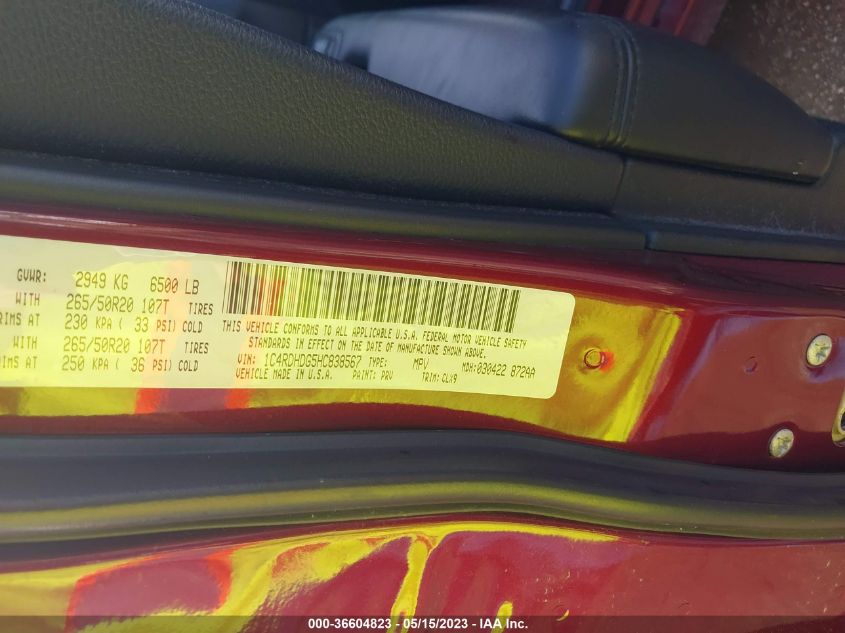 GVWR: 2949 KG 6500 LB
WITH 265/50R20 107T TIRES
RIMS AT 230 KPA ( 33 PSI) COLD
WITH 265/50R20 107T TIRES
RIMS AT 250 KPA ( 36 PSI) COLD
THIS VEHICLE CONFORMS TO ALL APPLICABLE U.S.A. FEDERAL MOTOR VEHICLE SAFETY
STANDARDS IN EFFECT ON THE DATE OF MANUFACTURE SHOWN ABOVE.
VIN: 1C4RDHDG5HC838567 TYPE: MPV MDH: 030422 872AA
VEHICLE MADE IN U.S.A. PAINT: PRV TRIM: CLX9
000-36604823 - 05/15/2023 - IEEAI, Inc.